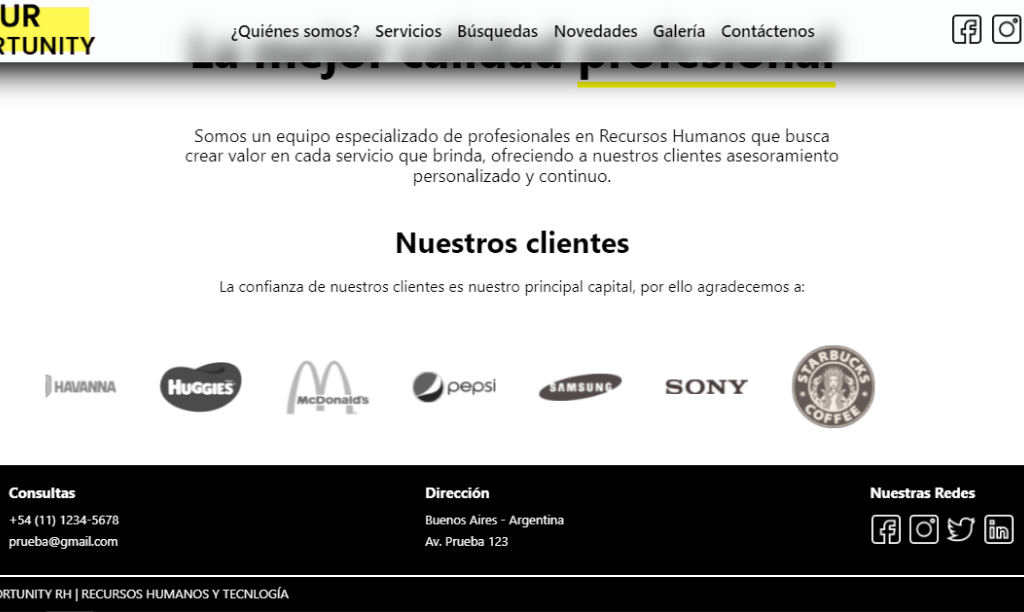 UR
RTUNITY
¿Quiénes somos? Servicios Búsquedas Novedades Galería Contáctenos
La mejor calidad profesional
Somos un equipo especializado de profesionales en Recursos Humanos que busca
crear valor en cada servicio que brinda, ofreciendo a nuestros clientes asesoramiento
personalizado y continuo.
Nuestros clientes
La confianza de nuestros clientes es nuestro principal capital, por ello agradecemos a:
HAVANNA
HUGGIES
McDonald's
pepsi
SAMSUNG
SONY
STARBUCKS
COFFEE
Consultas
+54 (11) 1234-5678
prueba@gmail.com
Dirección
Buenos Aires - Argentina
Av. Prueba 123
Nuestras Redes
in
ORTUNITY RH | RECURSOS HUMANOS Y TECNLOGÍA